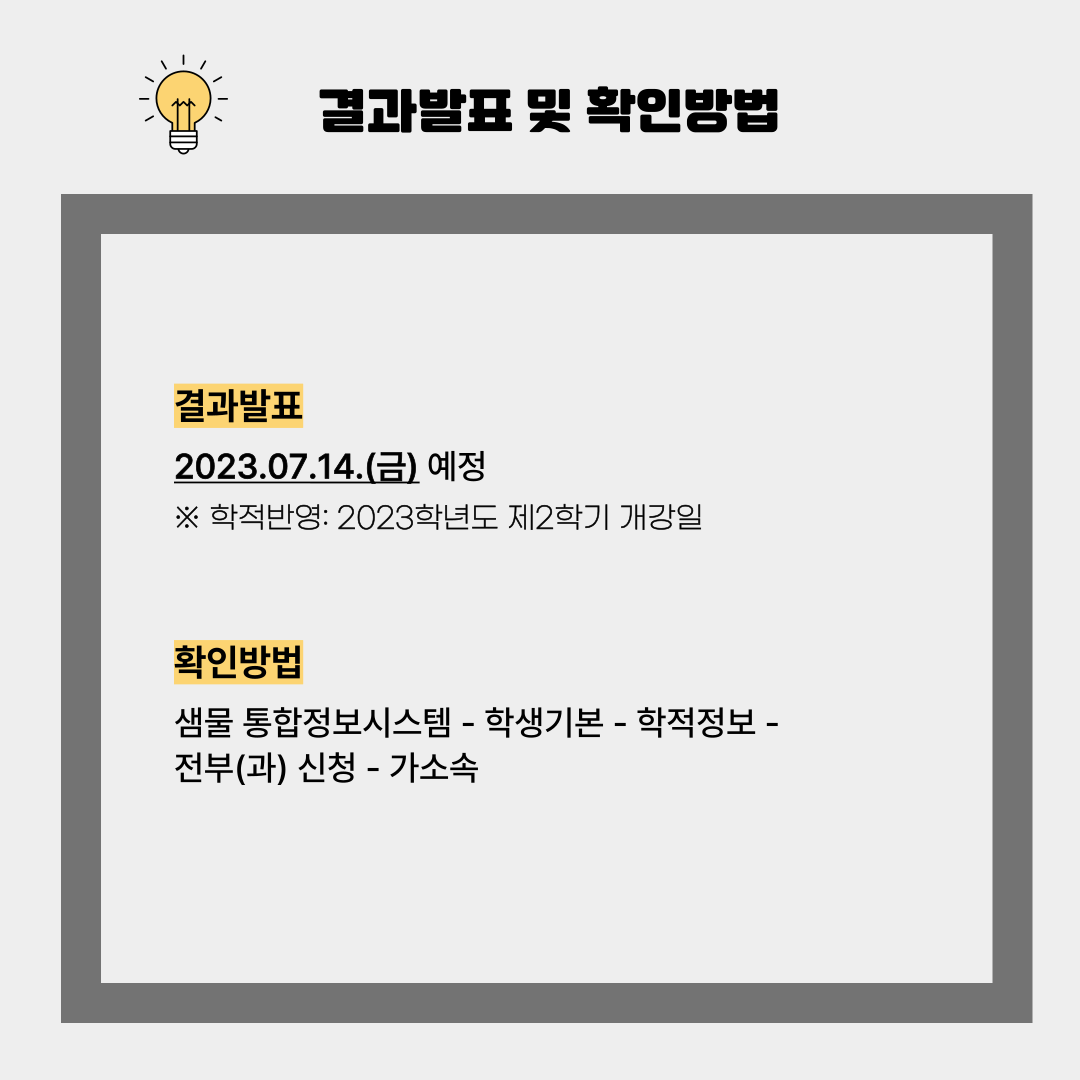 결과발표 및 확인방법
결과발표
2023.07.14.(금) 예정
※ 학적반영: 2023학년도 제2학기 개강일
확인방법
샘물 통합정보시스템 - 학생기본 - 학적정보 -
전부(과) 신청 - 가소속